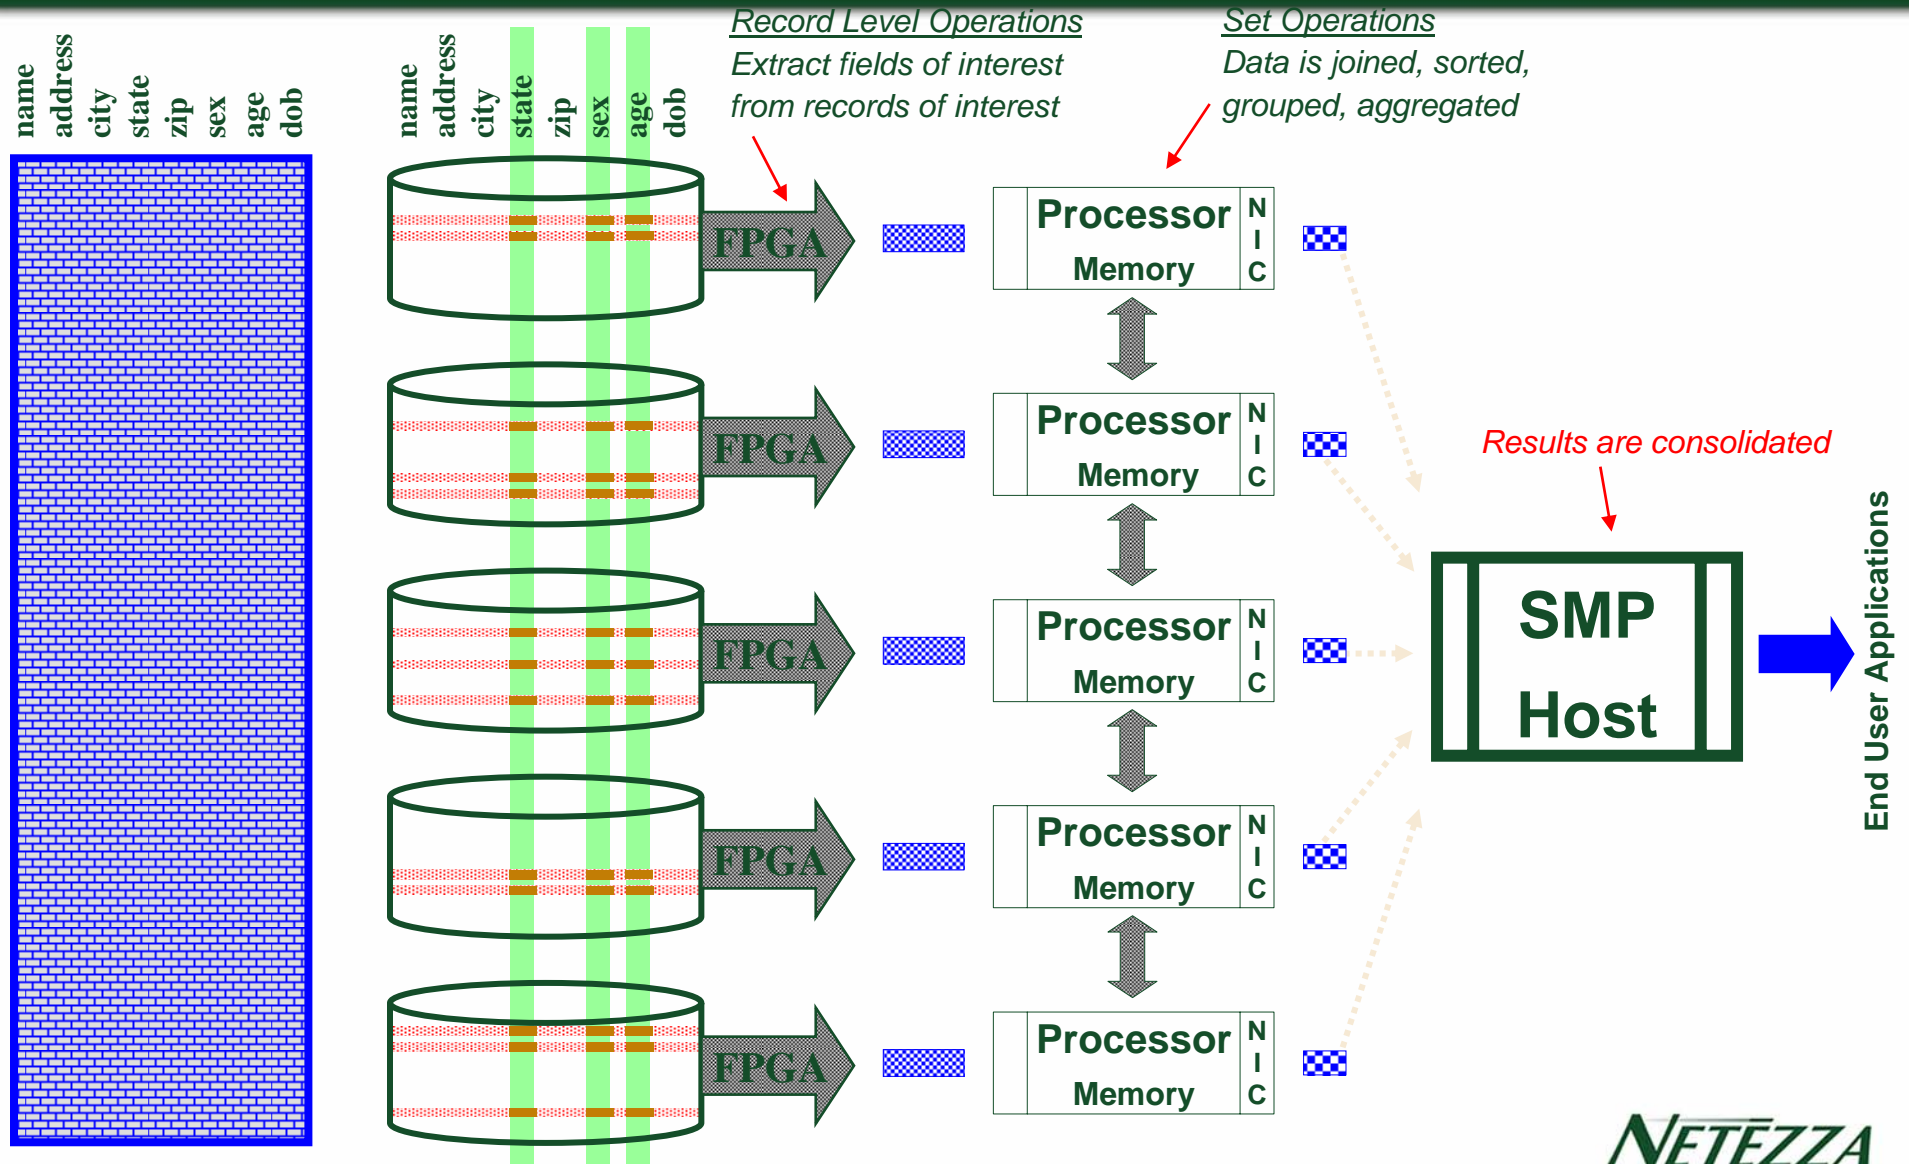 name
address
city
state
zip
sex
age
dob
name
address
city
state
zip
sex
age
dob
Record Level Operations
Extract fields of interest
from records of interest
Set Operations
Data is joined, sorted,
grouped, aggregated
FPGA
Processor
Memory
NIC
FPGA
Processor
Memory
NIC
FPGA
Processor
Memory
NIC
FPGA
Processor
Memory
NIC
FPGA
Processor
Memory
NIC
Results are consolidated
SMP
Host
End User Applications
NETEZZA